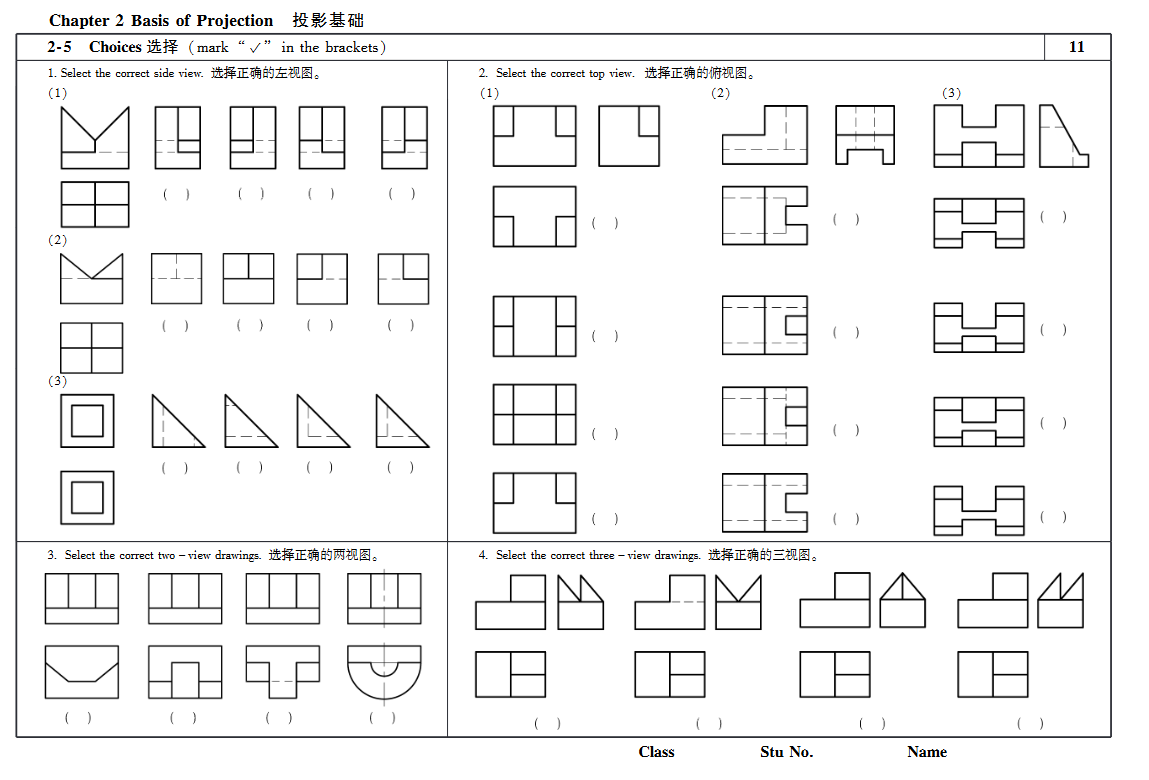 Chapter 2 Basis of Projection 投影基础
2-5 Choices 选择（mark “✓” in the brackets） 11
1. Select the correct side view. 选择正确的左视图。
(1)
( ) ( ) ( ) ( )
(2)
( ) ( ) ( ) ( )
(3)
( ) ( ) ( ) ( )
2. Select the correct top view. 选择正确的俯视图。
(1) (2) (3)
( ) ( ) ( )
( ) ( ) ( )
( ) ( ) ( )
( ) ( ) ( )
3. Select the correct two－view drawings. 选择正确的两视图。
( ) ( ) ( ) ( )
4. Select the correct three－view drawings. 选择正确的三视图。
( ) ( ) ( ) ( )
Class Stu No. Name